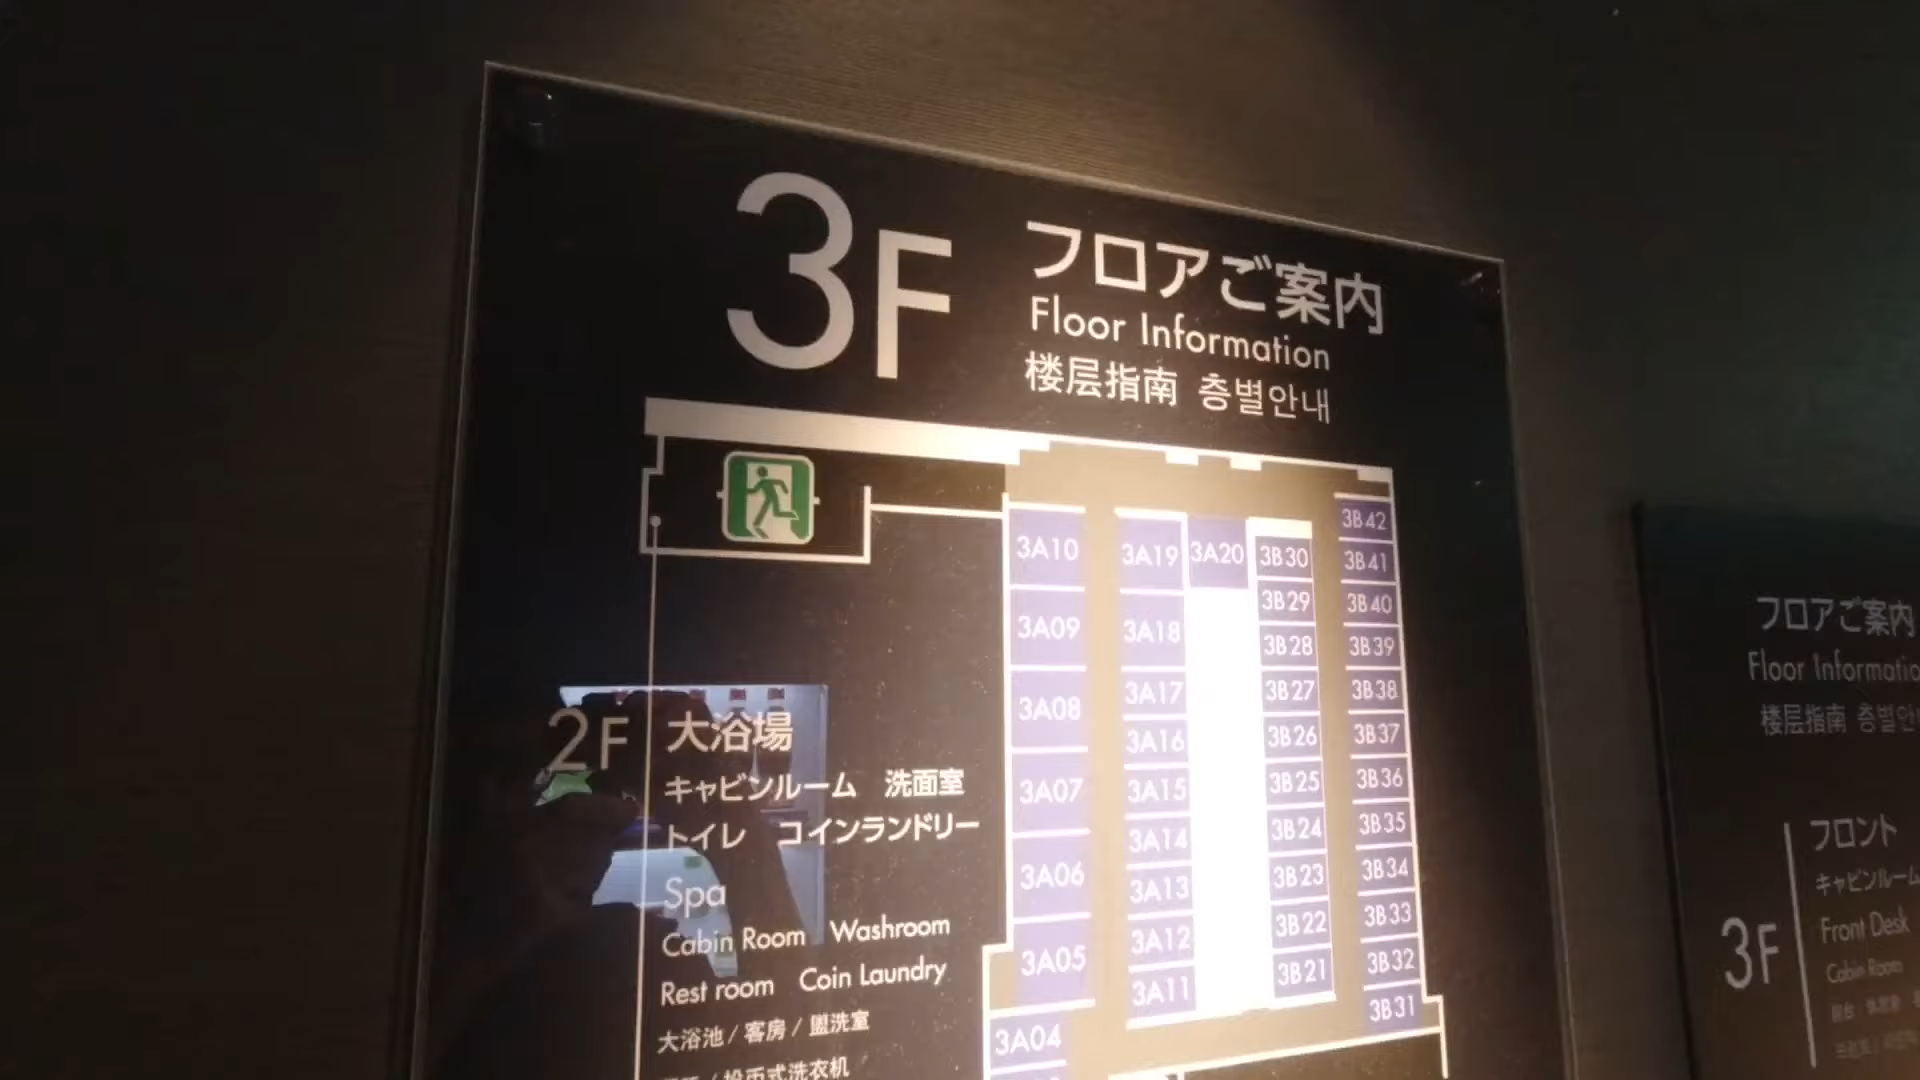 3F
フロアご案内
Floor Information
楼层指南 층별안내
3A10 3A19 3A20 3B30 3B42
3B41
3A09 3A18 3B29 3B40
3B28 3B39
3A08 3A17 3B27 3B38
3A16 3B26 3B37
3A07 3A15 3B25 3B36
3A14 3B24 3B35
3A06 3A13 3B23 3B34
3A12 3B22 3B33
3A05 3A11 3B21 3B32
3A04 3B31
2F 大浴場
キャビンルーム 洗面室
トイレ コインランドリー
Spa
Cabin Room Washroom
Rest room Coin Laundry
大浴池 / 客房 / 盥洗室
投币式洗衣机
フロアご案内
Floor Informatio
楼层指南 층별안
3F
フロント
キャビンルーム
Front Desk
Cabin Room